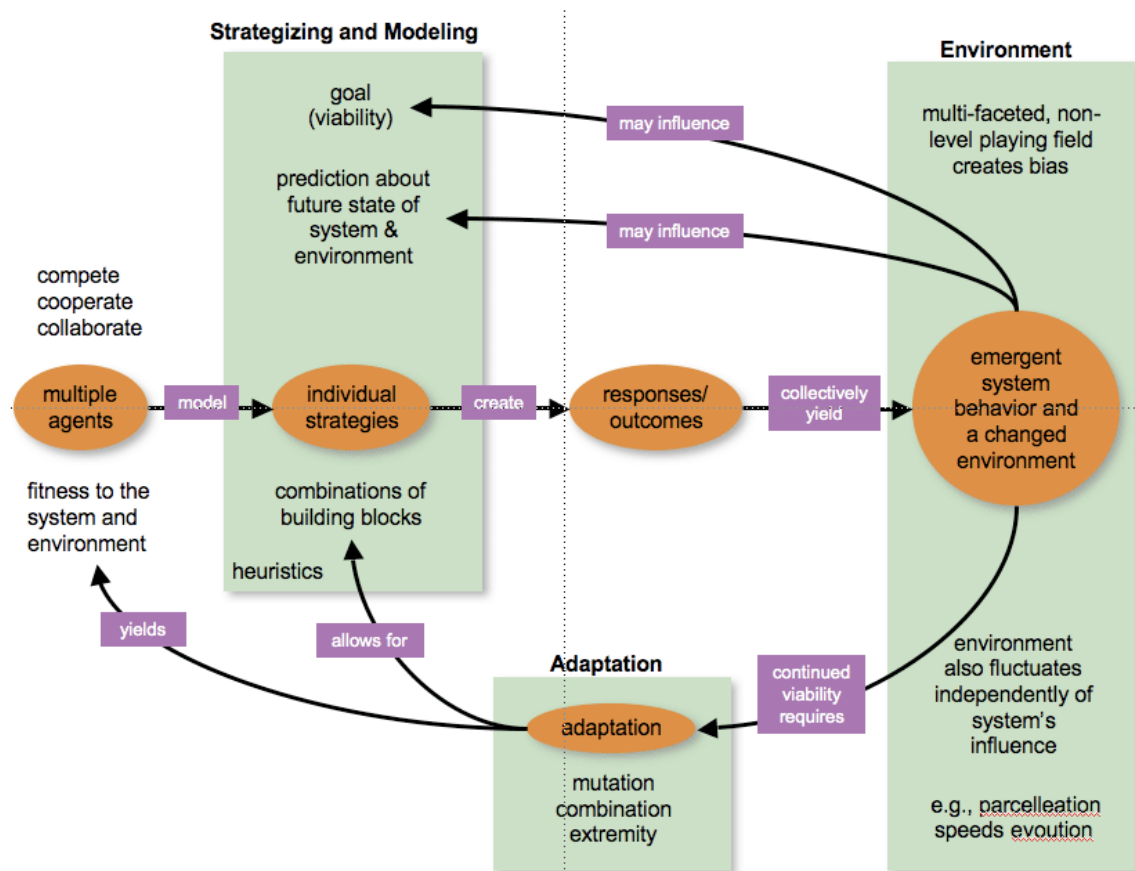 Strategizing and Modeling
Environment
goal
(viability)
may influence
multi-faceted, non-
level playing field
creates bias
prediction about
future state of
system &
environment
may influence
compete
cooperate
collaborate
multiple
agents
model
individual
strategies
create
responses/
outcomes
collectively
yield
emergent
system
behavior and
a changed
environment
fitness to the
system and
environment
combinations of
building blocks
heuristics
yields
allows for
Adaptation
continued
viability
requires
adaptation
mutation
combination
extremity
environment
also fluctuates
independently of
system's
influence
e.g., parcelleation
speeds evoution